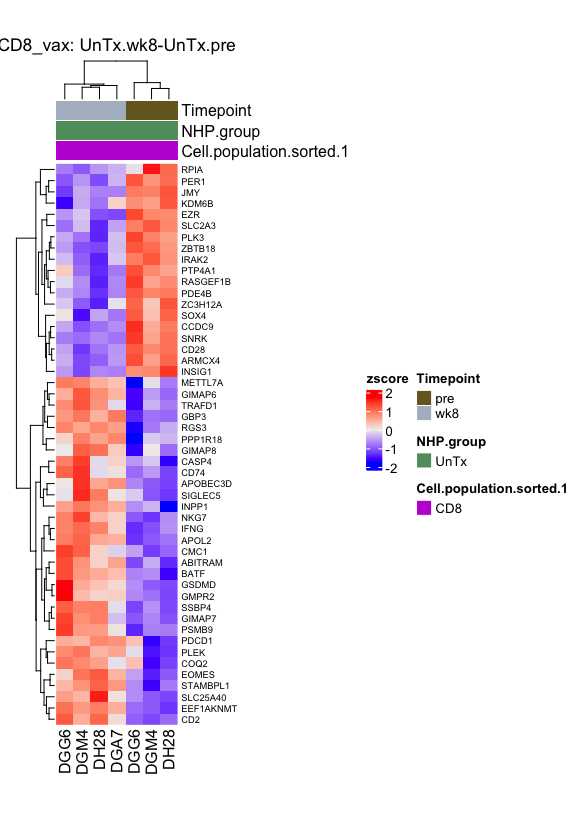 CD8_vax: UnTx.wk8-UnTx.pre
Timepoint
NHP.group
Cell.population.sorted.1
RPIA
PER1
JMY
KDM6B
EZR
SLC2A3
PLK3
ZBTB18
IRAK2
PTP4A1
RASGEF1B
PDE4B
ZC3H12A
SOX4
CCDC9
SNRK
CD28
ARMCX4
INSIG1
METTL7A
GIMAP6
TRAFD1
GBP3
RGS3
PPP1R18
GIMAP8
CASP4
CD74
APOBEC3D
SIGLEC5
INPP1
NKG7
IFNG
APOL2
CMC1
ABITRAM
BATF
GSDMD
GMPR2
SSBP4
GIMAP7
PSMB9
PDCD1
PLEK
COQ2
EOMES
STAMBPL1
SLC25A40
EEF1AKNMT
CD2
DGG6
DGM4
DH28
DGA7
DGG6
DGM4
DH28
zscore
2
1
0
-1
-2
Timepoint
pre
wk8
NHP.group
UnTx
Cell.population.sorted.1
CD8